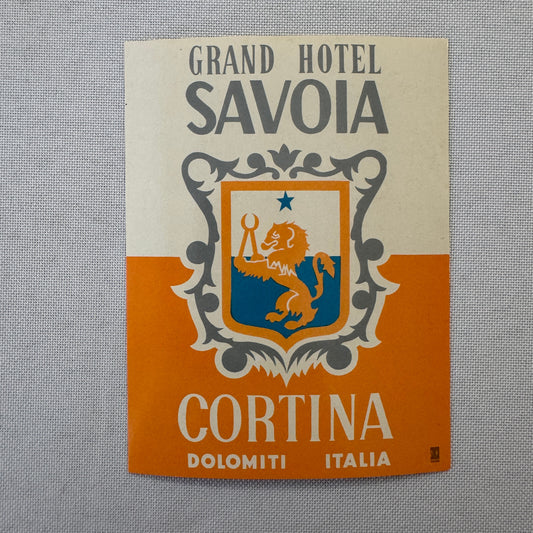 GRAND HOTEL
SAVOIA
CORTINA
DOLOMITI ITALIA